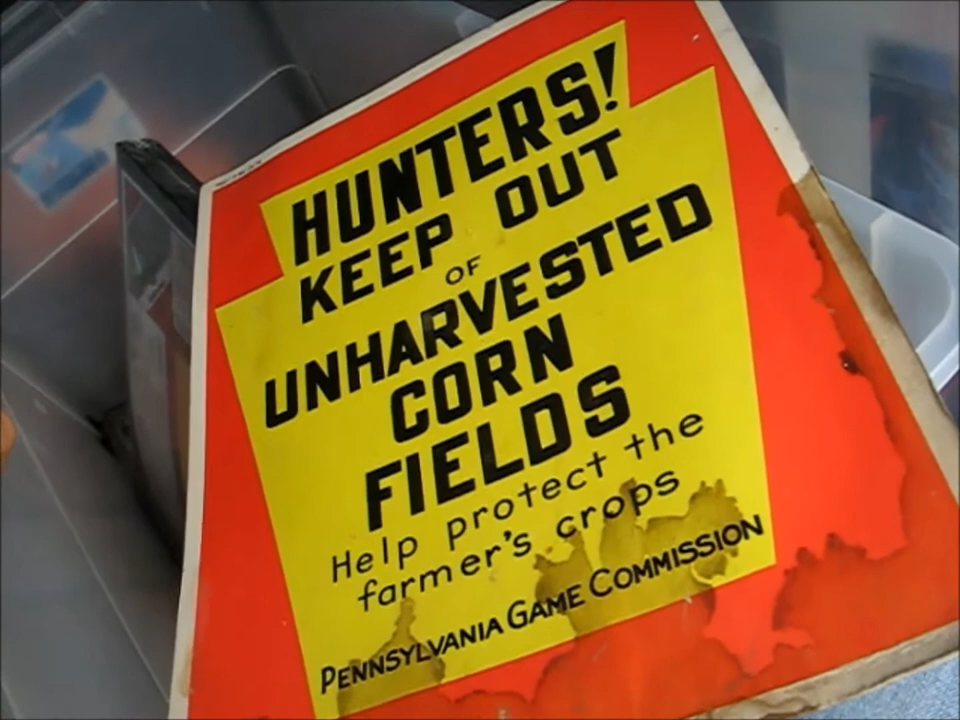 HUNTERS!
KEEP OUT
OF
UNHARVESTED
CORN
FIELDS
Help protect the
farmer's crops
PENNSYLVANIA GAME COMMISSION